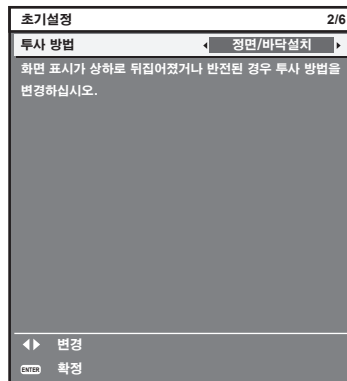 초기설정 2/6
투사 방법 정면/바닥설치
화면 표시가 상하로 뒤집어졌거나 반전된 경우 투사 방법을
변경하십시오.
변경
ENTER 확정